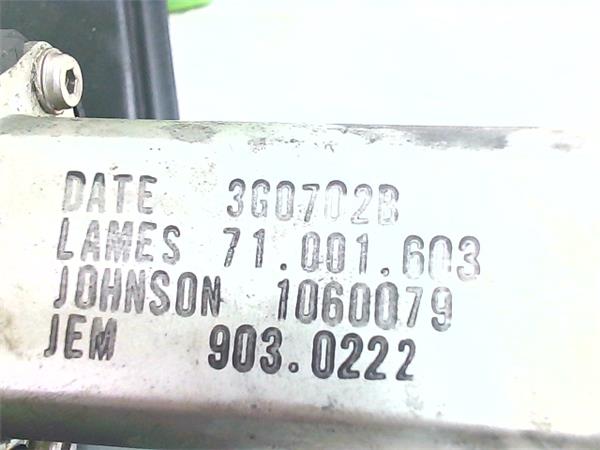 DATE 3G0702B
LAMES 71.001.603
JOHNSON 1060079
JEM 903.0222